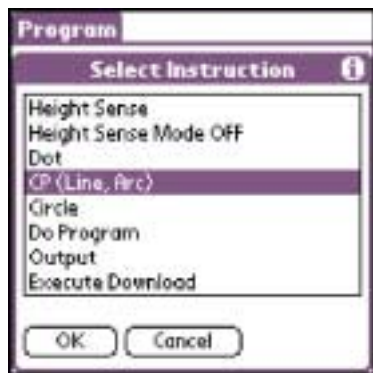 Program
Select Instruction
Height Sense
Height Sense Mode OFF
Dot
CP (Line, Arc)
Circle
Do Program
Output
Execute Download
OK Cancel